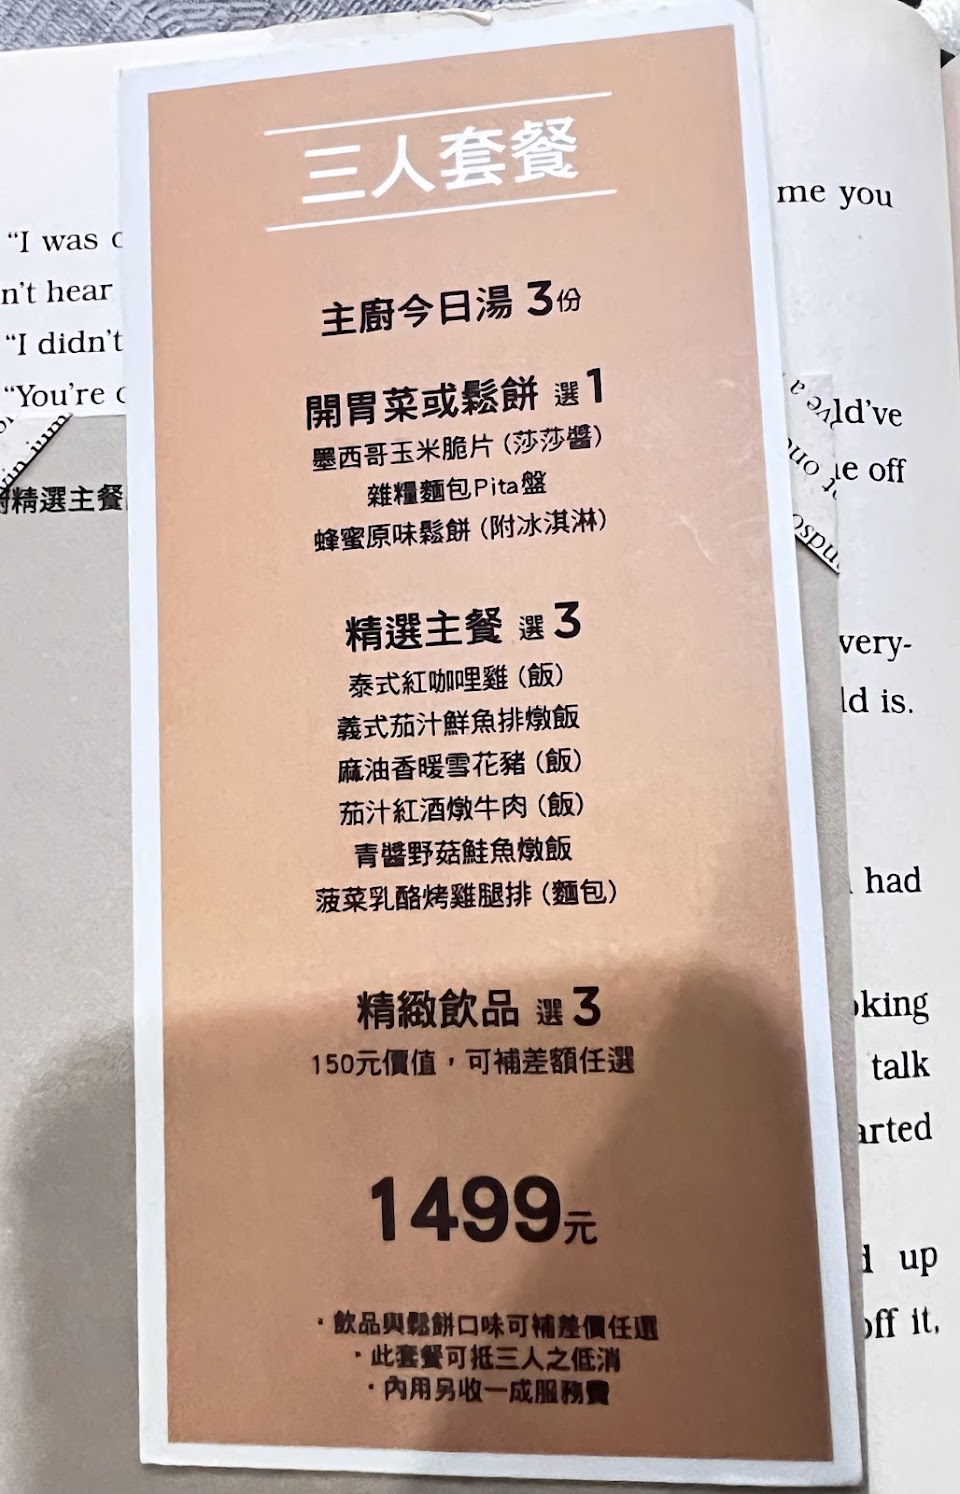 三人套餐
主廚今日湯 3份
開胃菜或鬆餅 選1
墨西哥玉米脆片 (莎莎醬)
雜糧麵包Pita盤
蜂蜜原味鬆餅 (附冰淇淋)
精選主餐 選3
泰式紅咖哩雞 (飯)
義式茄汁鮮魚排燉飯
麻油香暖雪花豬 (飯)
茄汁紅酒燉牛肉 (飯)
青醬野菇鮭魚燉飯
菠菜乳酪烤雞腿排 (麵包)
精緻飲品 選3
150元價值，可補差額任選
1499元
·飲品與鬆餅口味可補差價任選
·此套餐可抵三人之低消
·內用另收一成服務費
“I was
n't hear
“I didn't
“You're
精選主餐
me you
ld've
e off
very-
ld is.
had
oking
talk
arted
up
off it,